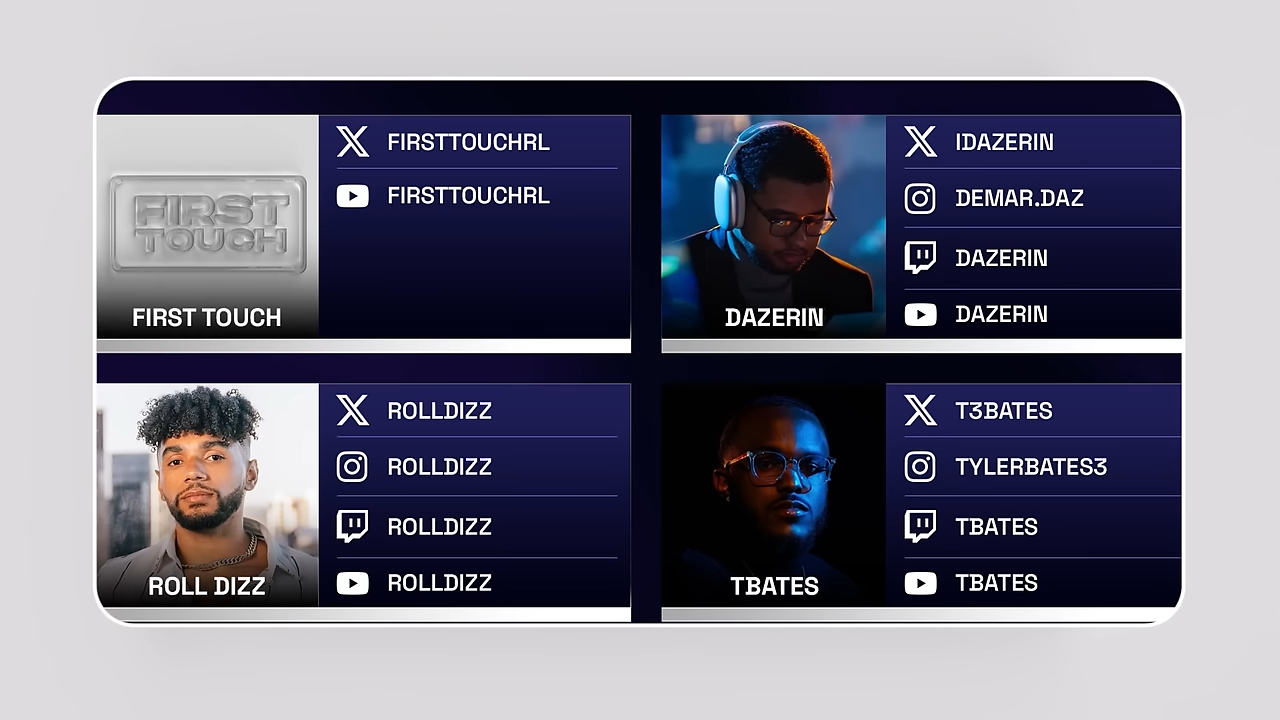 FIRST
TOUCH
FIRST TOUCH
FIRSTTOUCHRL
FIRSTTOUCHRL
DAZERIN
IDAZERIN
DEMAR.DAZ
DAZERIN
DAZERIN
ROLL DIZZ
ROLLDIZZ
ROLLDIZZ
ROLLDIZZ
ROLLDIZZ
TBATES
T3BATES
TYLERBATES3
TBATES
TBATES